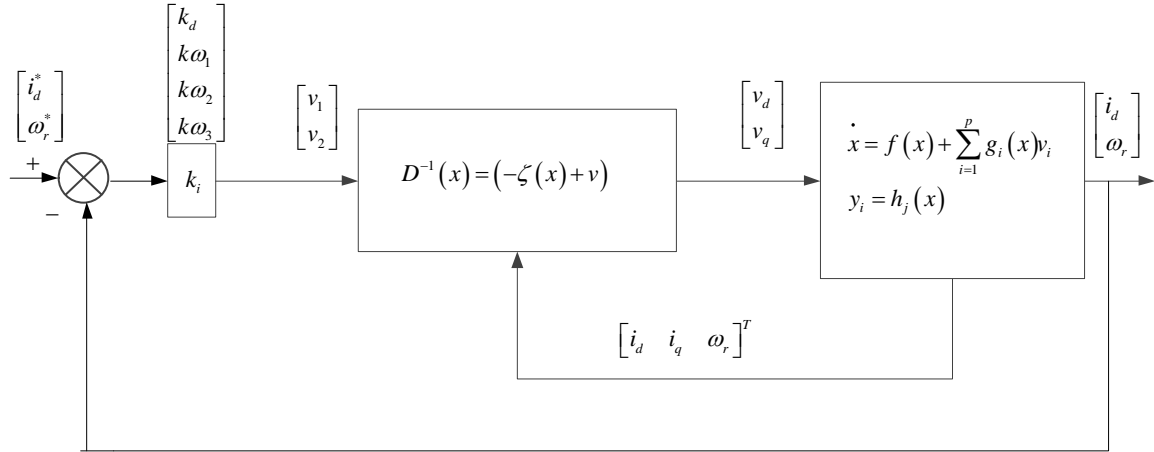 [i_d^* ω_r^*]
+
−
[k_d kω_1 kω_2 kω_3]
k_i
[v_1 v_2]
D^{-1}(x) = (−ζ(x) + v)
[v_d v_q]
ẋ = f(x) + ∑_{i=1}^{p} g_i(x)v_i
y_i = h_j(x)
[i_d ω_r]
[i_d i_q ω_r]^T